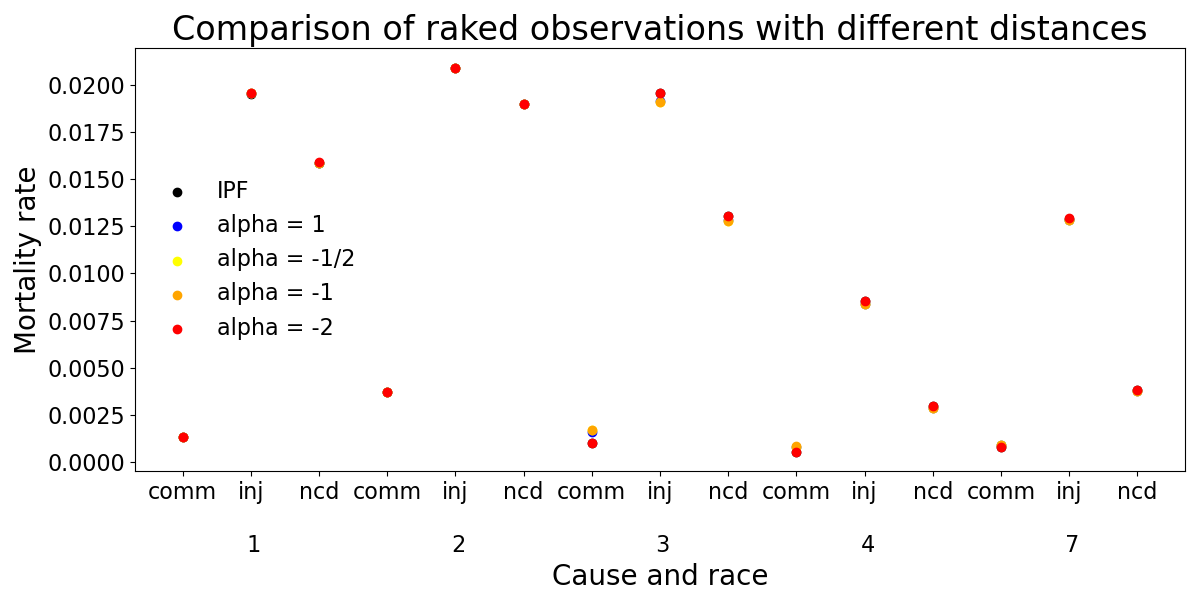 Comparison of raked observations with different distances
Mortality rate
0.0200
0.0175
0.0150
0.0125
0.0100
0.0075
0.0050
0.0025
0.0000
IPF
alpha = 1
alpha = -1/2
alpha = -1
alpha = -2
comm inj ncd comm inj ncd comm inj ncd comm inj ncd comm inj ncd
1 2 3 4 7
Cause and race